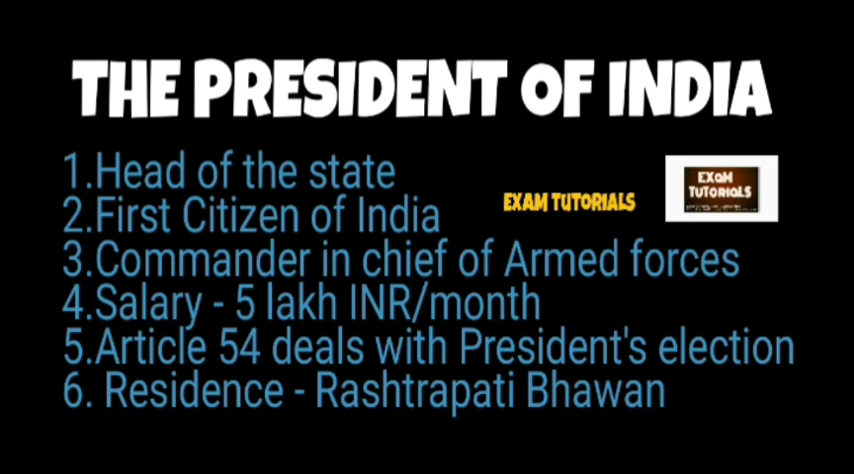 THE PRESIDENT OF INDIA
1.Head of the state
2.First Citizen of India
EXAM TUTORIALS
EXAM
TUTORIALS
3.Commander in chief of Armed forces
4.Salary - 5 lakh INR/month
5.Article 54 deals with President's election
6. Residence - Rashtrapati Bhawan